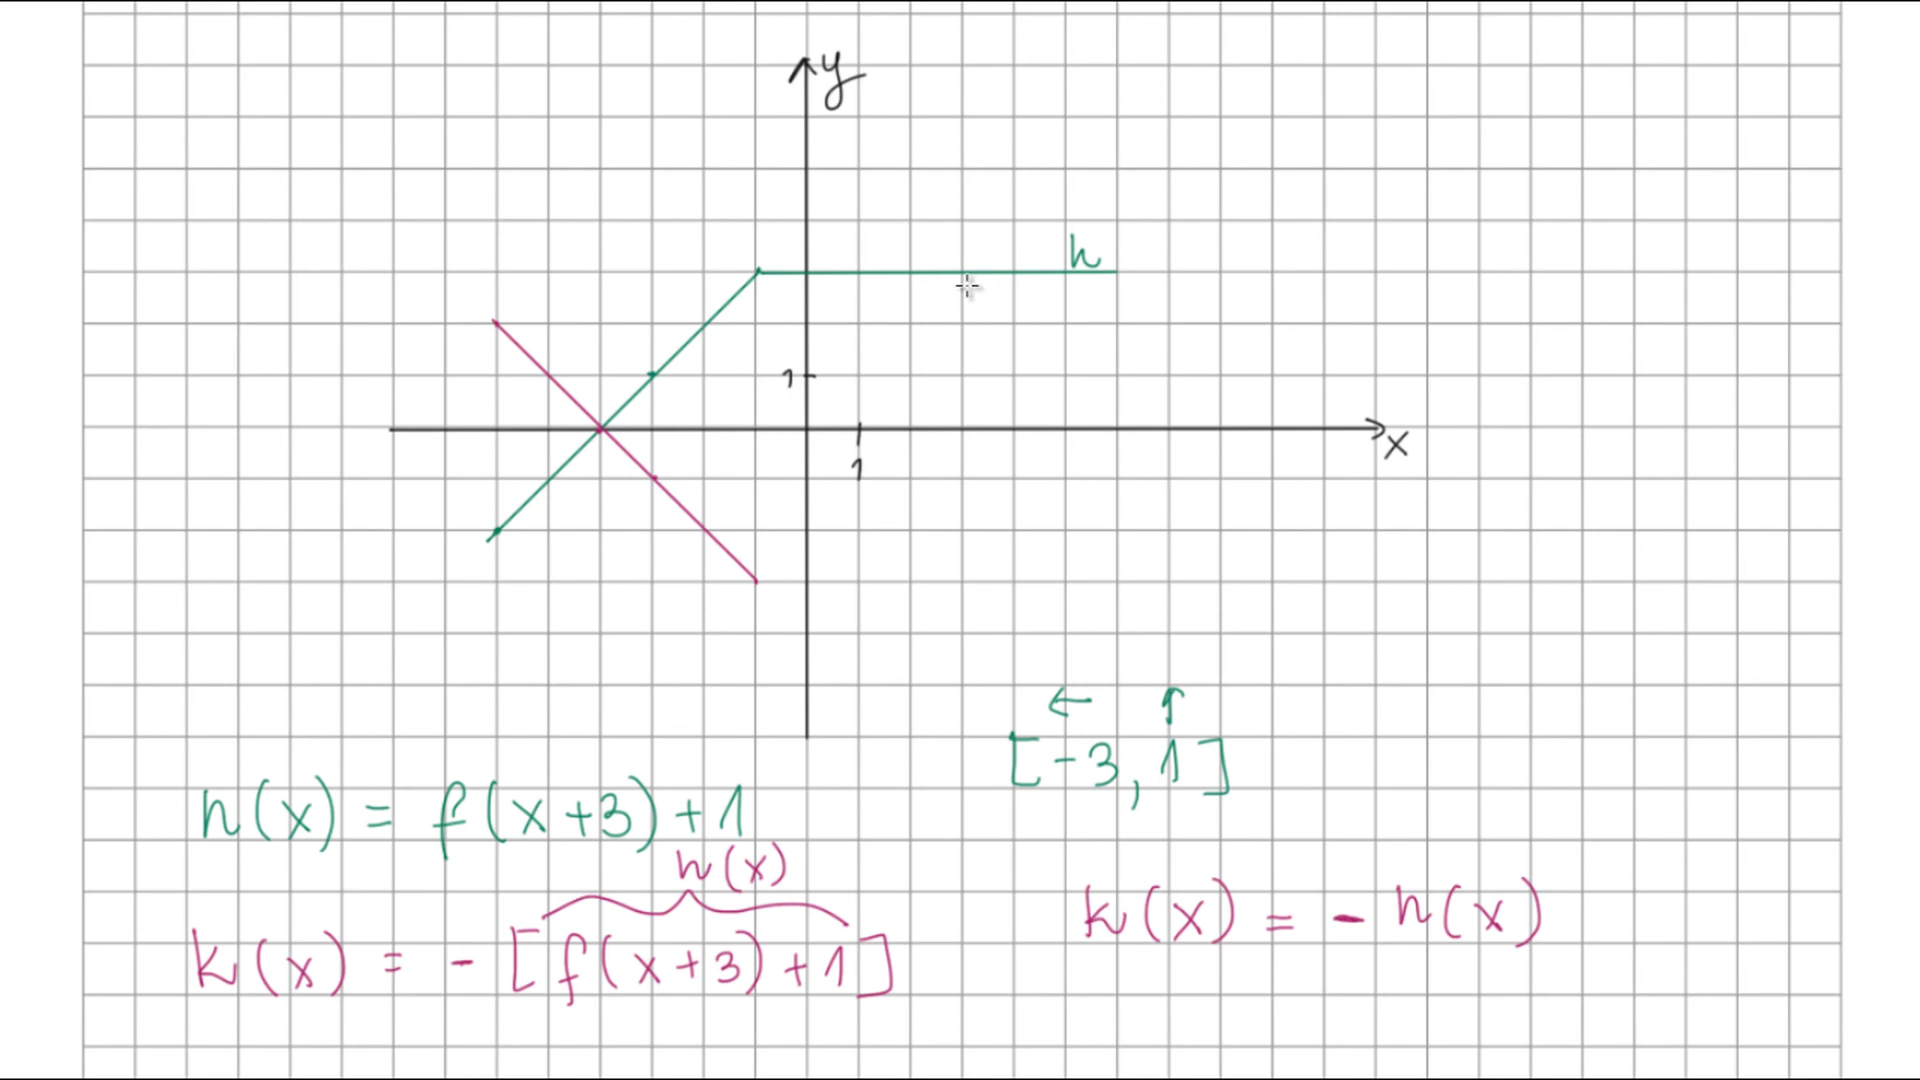 y
h
1
x
1
[-3, 1]
h(x) = f(x+3)+1
h(x)
k(x) = - h(x)
k(x) = - [f(x+3)+1]